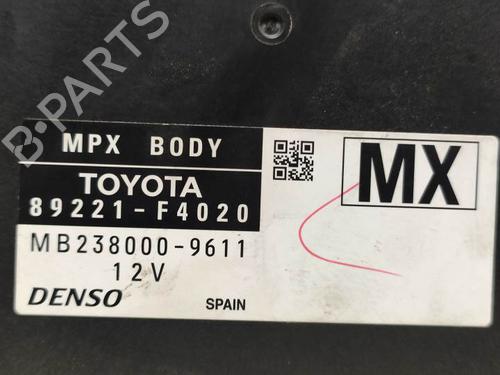 B-PARTS
MPX BODY
TOYOTA
89221-F4020
MB238000-9611
12V
DENSO
SPAIN
MX